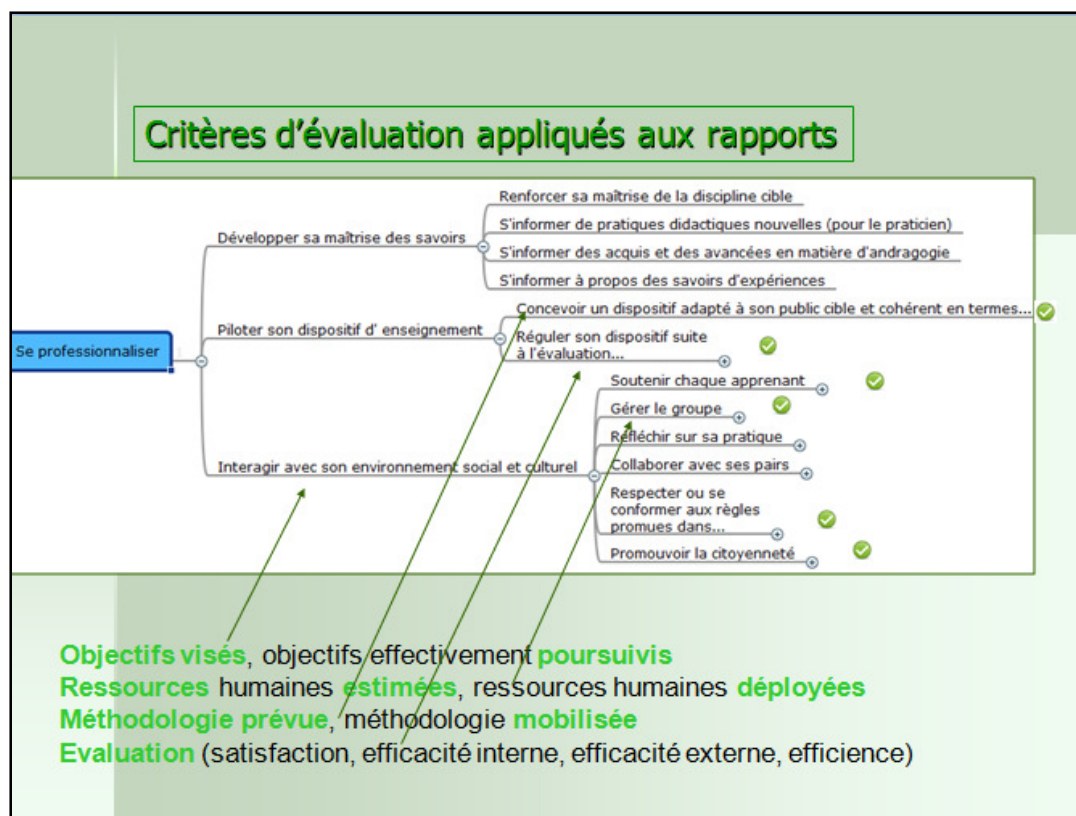 Critères d'évaluation appliqués aux rapports
Renforcer sa maîtrise de la discipline cible
S'informer de pratiques didactiques nouvelles (pour le praticien)
Développer sa maîtrise des savoirs
S'informer des acquis et des avancées en matière d'andragogie
S'informer à propos des savoirs d'expériences
Concevoir un dispositif adapté à son public cible et cohérent en termes...
Piloter son dispositif d' enseignement
Réguler son dispositif suite
à l'évaluation...
Se professionnaliser
Soutenir chaque apprenant
Gérer le groupe
Réfléchir sur sa pratique
Interagir avec son environnement social et culturel
Collaborer avec ses pairs
Respecter ou se
conformer aux règles
promues dans...
Promouvoir la citoyenneté
Objectifs visés, objectifs effectivement poursuivis
Ressources humaines estimées, ressources humaines déployées
Méthodologie prévue, méthodologie mobilisée
Evaluation (satisfaction, efficacité interne, efficacité externe, efficience)